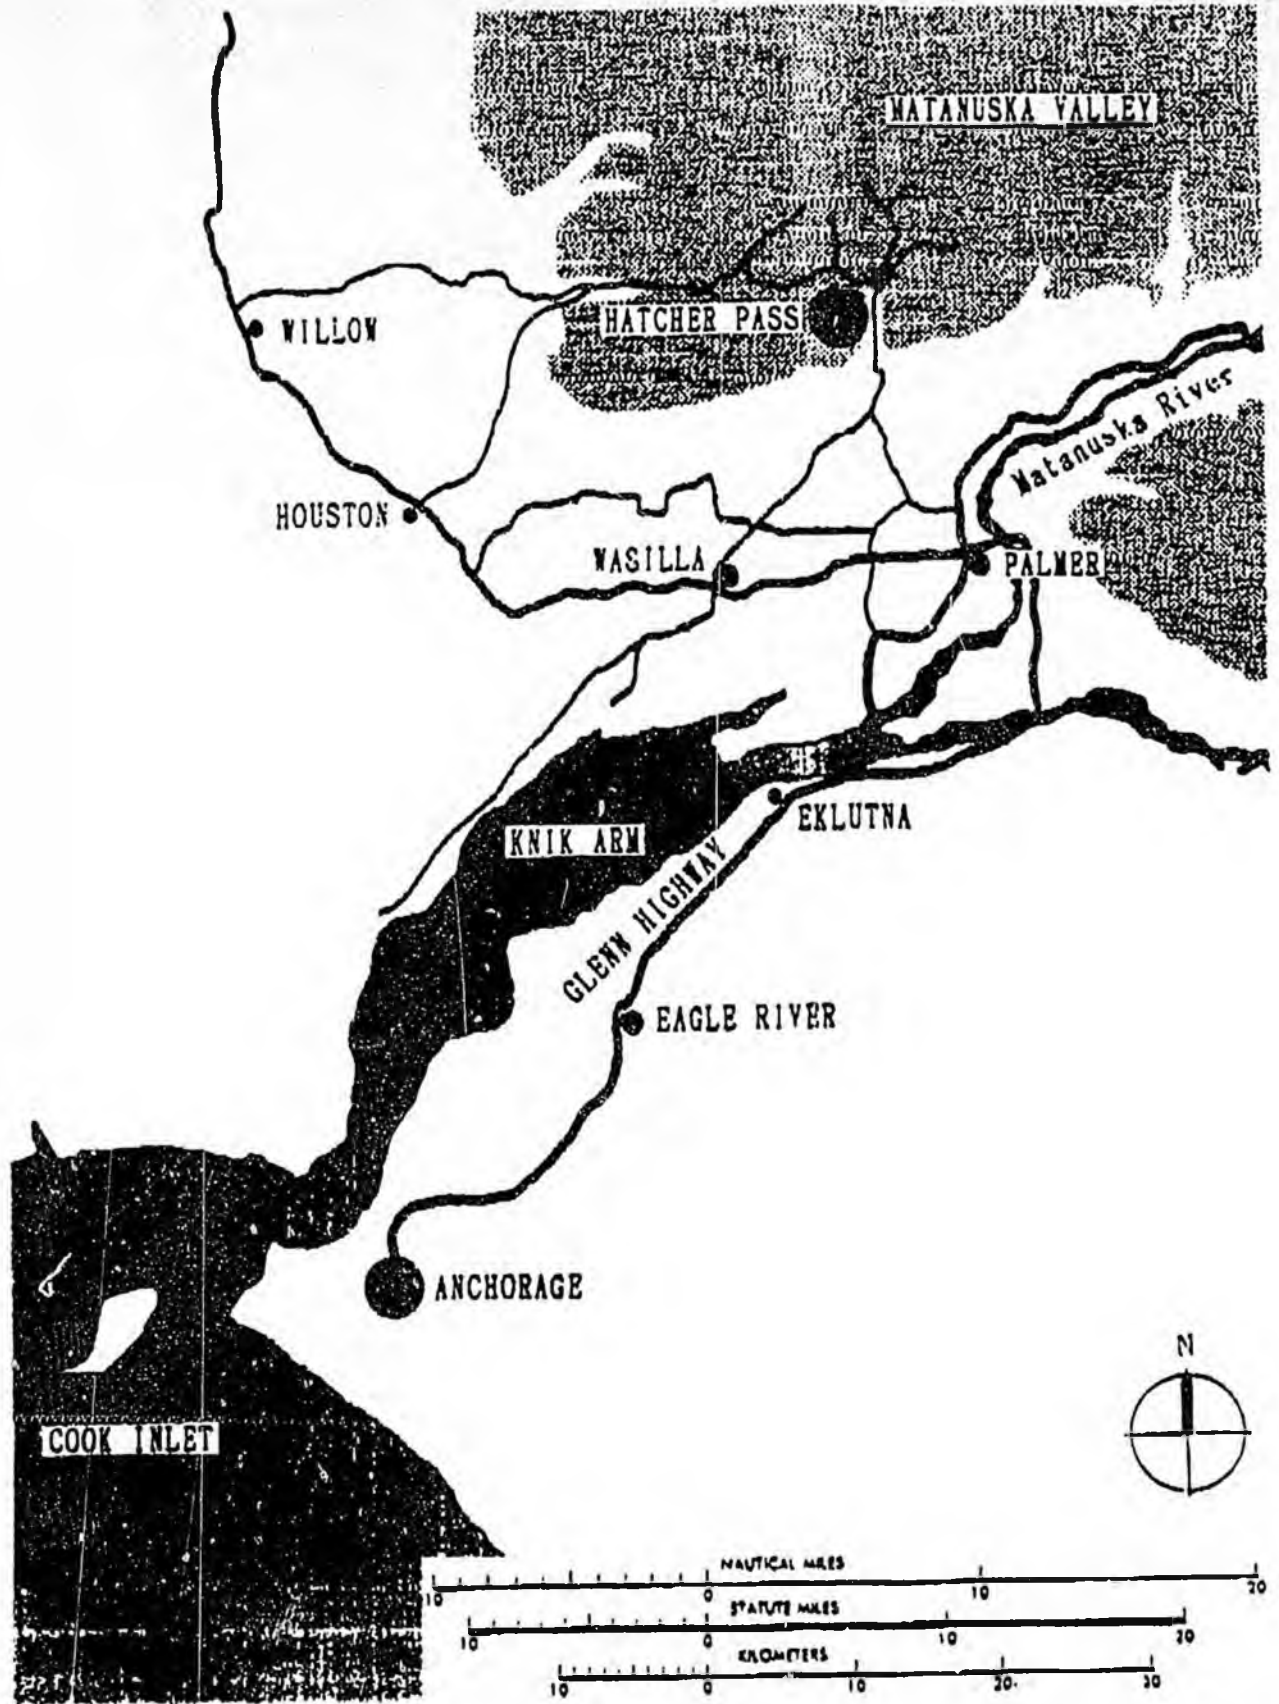 MATANUSKA VALLEY
HATCHER PASS
WILLOW
Matanuska River
HOUSTON
WASILLA
PALMER
EKLUTNA
KNIK ARM
GLENN HIGHWAY
EAGLE RIVER
ANCHORAGE
N
COOK INLET
NAUTICAL MILES
10 0 10 20
STATUTE MILES
10 0 10 20
KILOMETERS
10 0 10 20 30